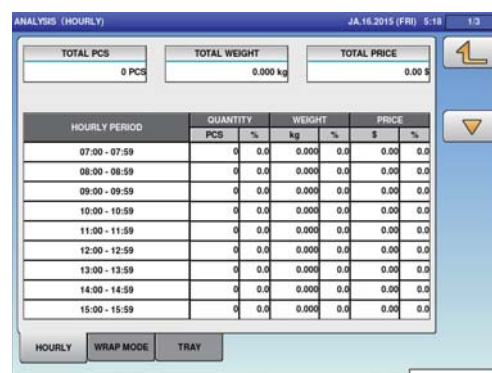 ANALYSIS (HOURLY) JA.16.2015 (FRI) 5:18 1/3
TOTAL PCS TOTAL WEIGHT TOTAL PRICE
0 PCS 0.000 kg 0.00 $
HOURLY PERIOD QUANTITY WEIGHT PRICE
PCS % kg % $ %
07:00 - 07:59 0 0.0 0.000 0.0 0.00 0.0
08:00 - 08:59 0 0.0 0.000 0.0 0.00 0.0
09:00 - 09:59 0 0.0 0.000 0.0 0.00 0.0
10:00 - 10:59 0 0.0 0.000 0.0 0.00 0.0
11:00 - 11:59 0 0.0 0.000 0.0 0.00 0.0
12:00 - 12:59 0 0.0 0.000 0.0 0.00 0.0
13:00 - 13:59 0 0.0 0.000 0.0 0.00 0.0
14:00 - 14:59 0 0.0 0.000 0.0 0.00 0.0
15:00 - 15:59 0 0.0 0.000 0.0 0.00 0.0
HOURLY WRAP MODE TRAY